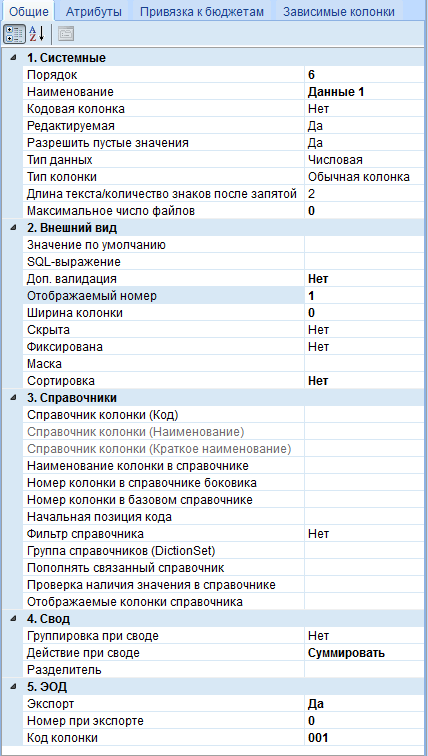 Общие Атрибуты Привязка к бюджетам Зависимые колонки
1. Системные
Порядок 6
Наименование Данные 1
Кодовая колонка Нет
Редактируемая Да
Разрешить пустые значения Да
Тип данных Числовая
Тип колонки Обычная колонка
Длина текста/количество знаков после запятой 2
Максимальное число файлов 0
2. Внешний вид
Значение по умолчанию
SQL-выражение
Доп. валидация Нет
Отображаемый номер 1
Ширина колонки 0
Скрыта Нет
Фиксирована Нет
Маска
Сортировка Нет
3. Справочники
Справочник колонки (Код)
Справочник колонки (Наименование)
Справочник колонки (Краткое наименование)
Наименование колонки в справочнике
Номер колонки в справочнике боковика
Номер колонки в базовом справочнике
Начальная позиция кода
Фильтр справочника Нет
Группа справочников (DictionSet)
Пополнять связанный справочник
Проверка наличия значения в справочнике
Отображаемые колонки справочника
4. Свод
Группировка при своде Нет
Действие при своде Суммировать
Разделитель
5. ЭОД
Экспорт Да
Номер при экспорте 0
Код колонки 001